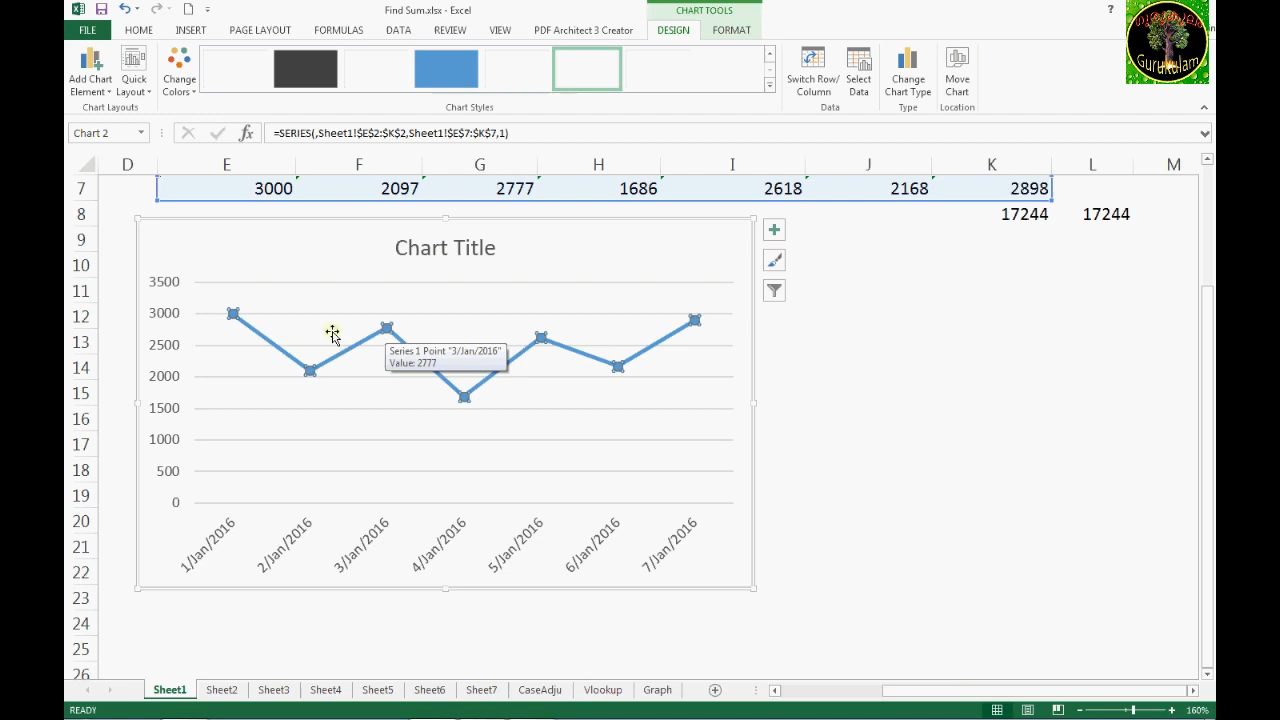 Find Sum.xlsx - Excel
CHART TOOLS
?
FILE
HOME
INSERT
PAGE LAYOUT
FORMULAS
DATA
REVIEW
VIEW
PDF Architect 3 Creator
DESIGN
FORMAT
Gurukulam
Add Chart
Element
Quick
Layout
Change
Colors
Switch Row/
Column
Select
Data
Change
Chart Type
Move
Chart
Chart Layouts
Chart Styles
Data
Type
Location
Chart 2
fx
=SERIES(,Sheet1!$E$2:$K$2,Sheet1!$E$7:$K$7,1)
D E F G H I J K L M
7 3000 2097 2777 1686 2618 2168 2898
8 17244 17244
9
10
11
12
13
14
15
16
17
18
19
20
21
22
23
24
25
26
Chart Title
3500
3000
2500
2000
1500
1000
500
0
Series 1 Point "3/Jan/2016"
Value: 2777
1/Jan/2016
2/Jan/2016
3/Jan/2016
4/Jan/2016
5/Jan/2016
6/Jan/2016
7/Jan/2016
Sheet1 Sheet2 Sheet3 Sheet4 Sheet5 Sheet6 Sheet7 CaseAdju Vlookup Graph
READY
160%